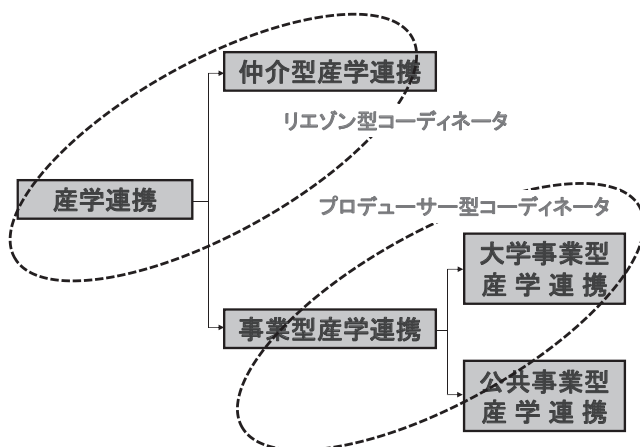 仲介型産学連携
リエゾン型コーディネータ
産学連携
プロデューサー型コーディネータ
大学事業型
産学連携
事業型産学連携
公共事業型
産学連携